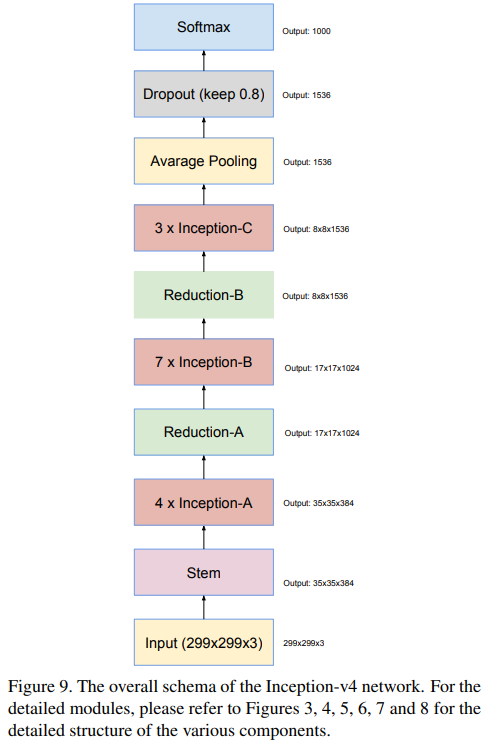 Softmax
Output: 1000
Dropout (keep 0.8)
Output: 1536
Avarage Pooling
Output: 1536
3 x Inception-C
Output: 8x8x1536
Reduction-B
Output: 8x8x1536
7 x Inception-B
Output: 17x17x1024
Reduction-A
Output: 17x17x1024
4 x Inception-A
Output: 35x35x384
Stem
Output: 35x35x384
Input (299x299x3)
299x299x3
Figure 9. The overall schema of the Inception-v4 network. For the
detailed modules, please refer to Figures 3, 4, 5, 6, 7 and 8 for the
detailed structure of the various components.